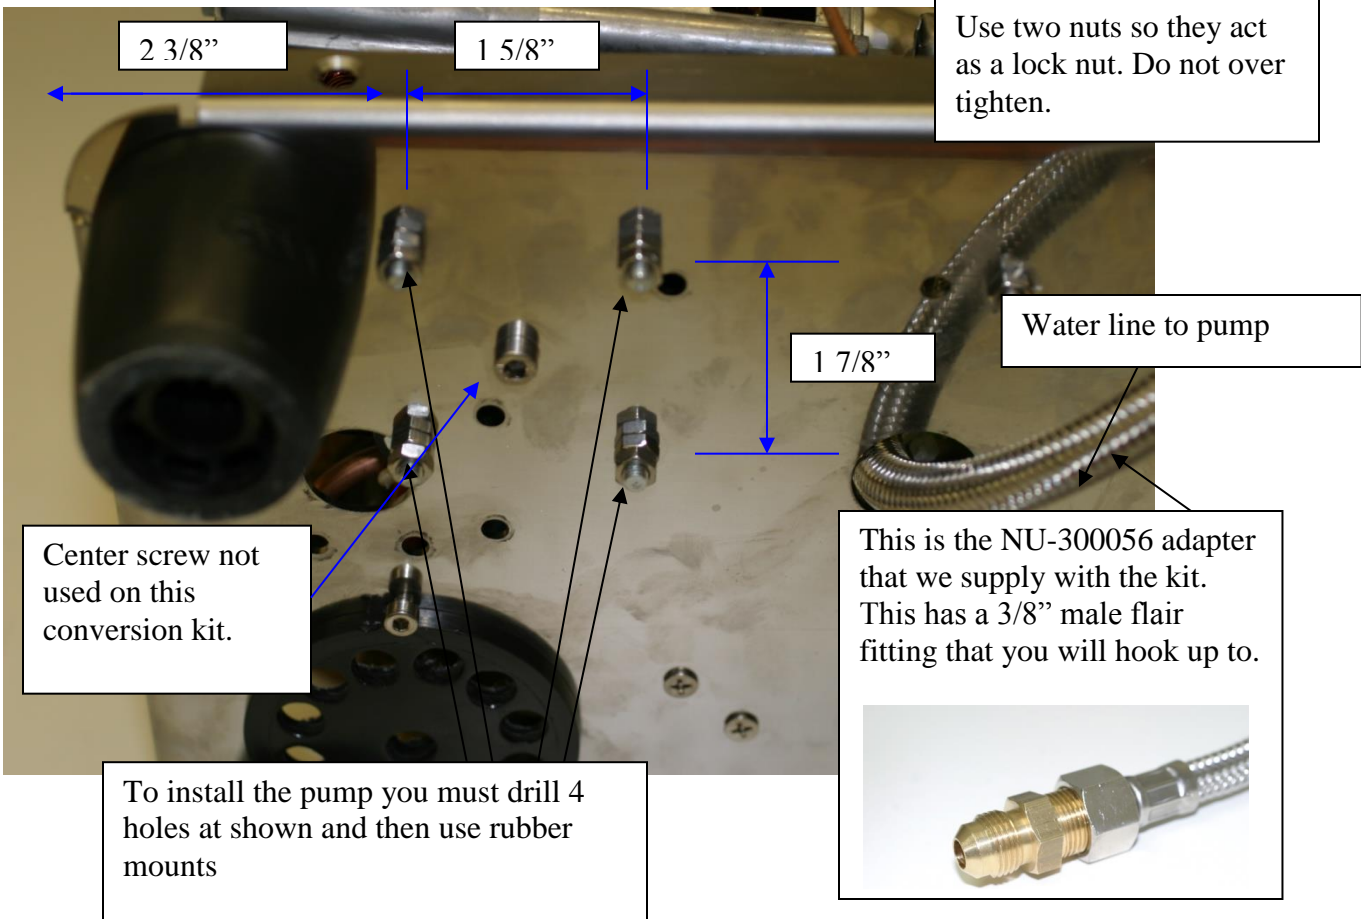 2 3/8”
1 5/8”
Use two nuts so they act
as a lock nut. Do not over
tighten.
Water line to pump
1 7/8”
Center screw not
used on this
conversion kit.
This is the NU-300056 adapter
that we supply with the kit.
This has a 3/8” male flair
fitting that you will hook up to.
To install the pump you must drill 4
holes at shown and then use rubber
mounts